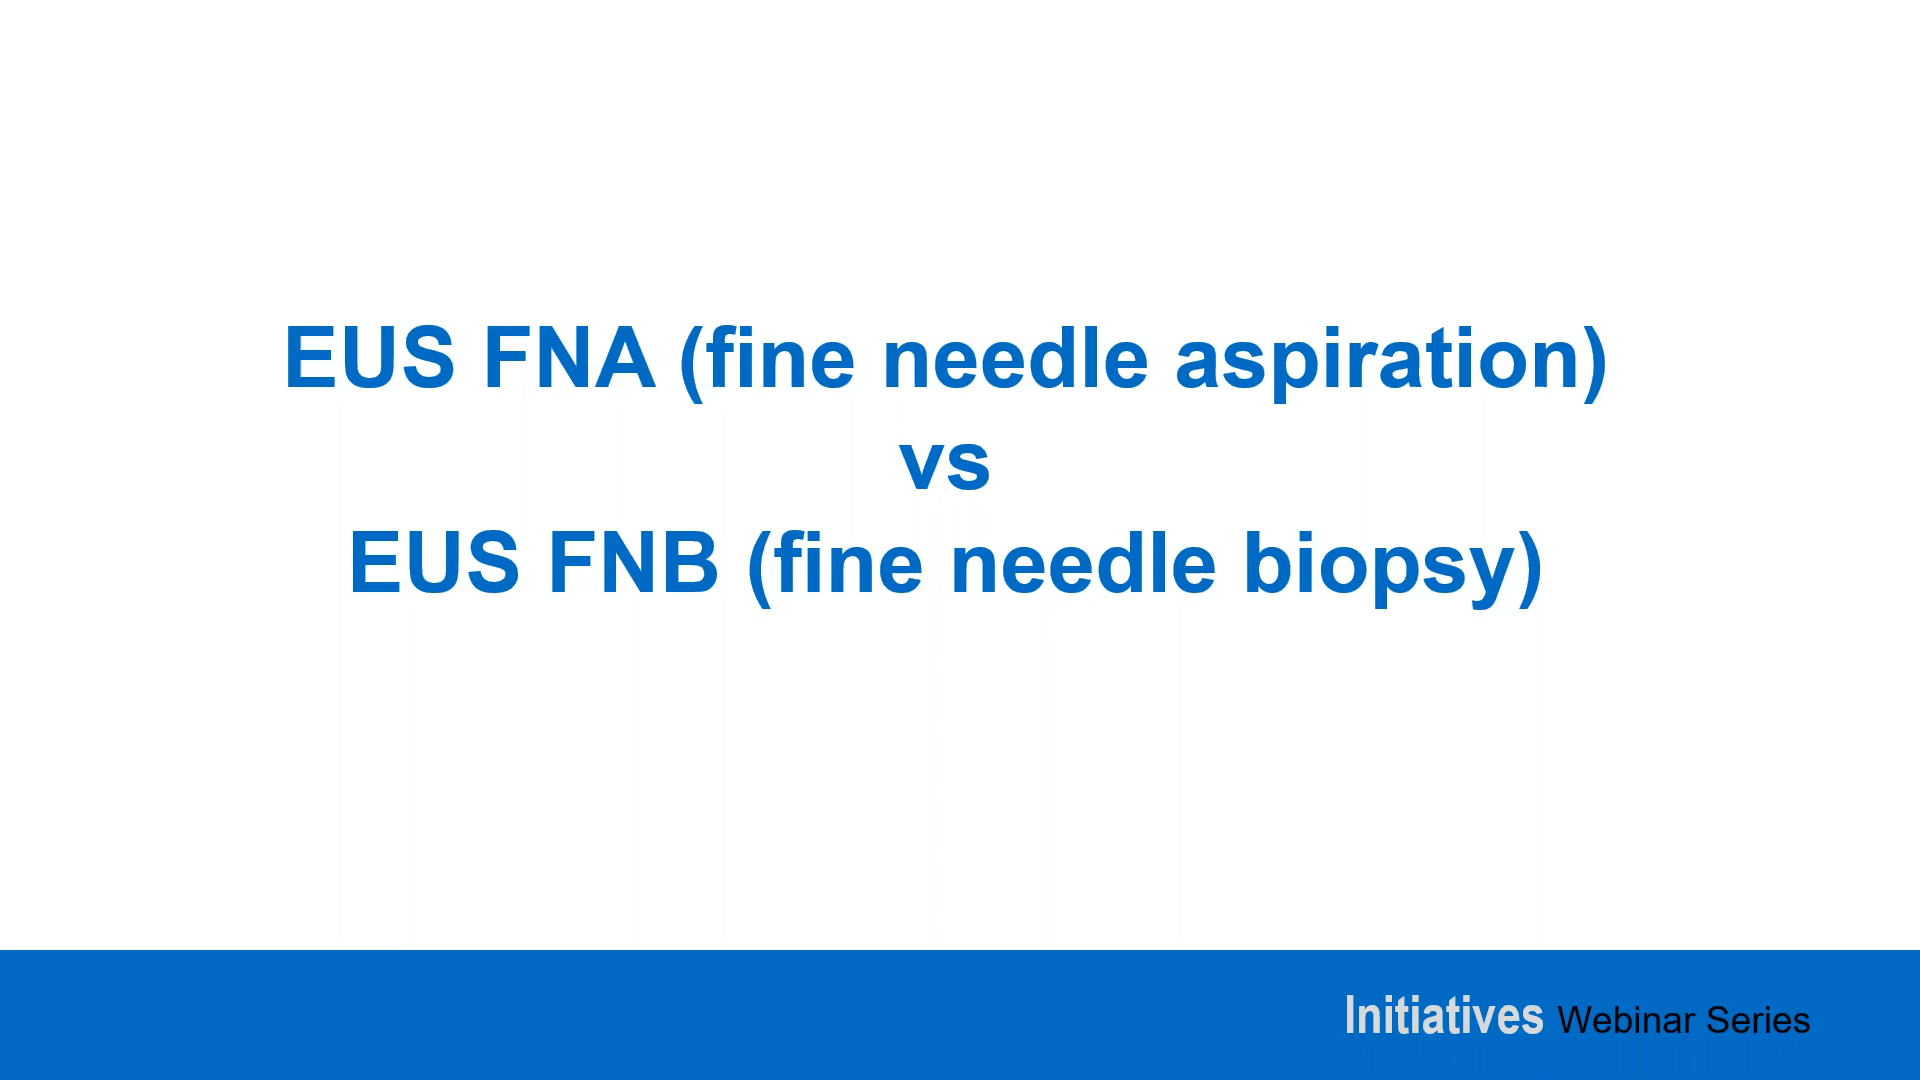 EUS FNA (fine needle aspiration)
vs
EUS FNB (fine needle biopsy)
Initiatives Webinar Series